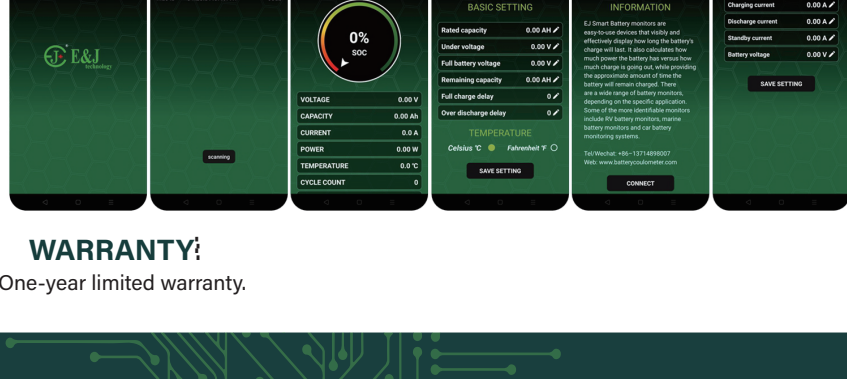 E&J
technology
scanning
0%
SOC
VOLTAGE 0.00 V
CAPACITY 0.00 Ah
CURRENT 0.0 A
POWER 0.00 W
TEMPERATURE 0.0 ℃
CYCLE COUNT 0
BASIC SETTING
Rated capacity 0.00 AH
Under voltage 0.00 V
Full battery voltage 0.00 V
Remaining capacity 0.00 AH
Full charge delay 0
Over discharge delay 0
TEMPERATURE
Celsius ℃ Fahrenheit ℉
SAVE SETTING
INFORMATION
EJ Smart Battery monitors are
easy-to-use devices that visibly and
effectively display how long the battery's
charge will last. It also calculates how
much power the battery has versus how
much charge is going out, while providing
the approximate amount of time the
battery will remain charged. There
are a wide range of battery monitors,
depending on the specific application.
Some of the more identifiable monitors
include RV battery monitors, marine
battery monitors and car battery
monitoring systems.
Tel/Wechat: +86-13714898007
Web: www.batterycoulometer.com
CONNECT
Charging current 0.00 A
Discharge current 0.00 A
Standby current 0.00 A
Battery voltage 0.00 V
SAVE SETTING
WARRANTY
One-year limited warranty.